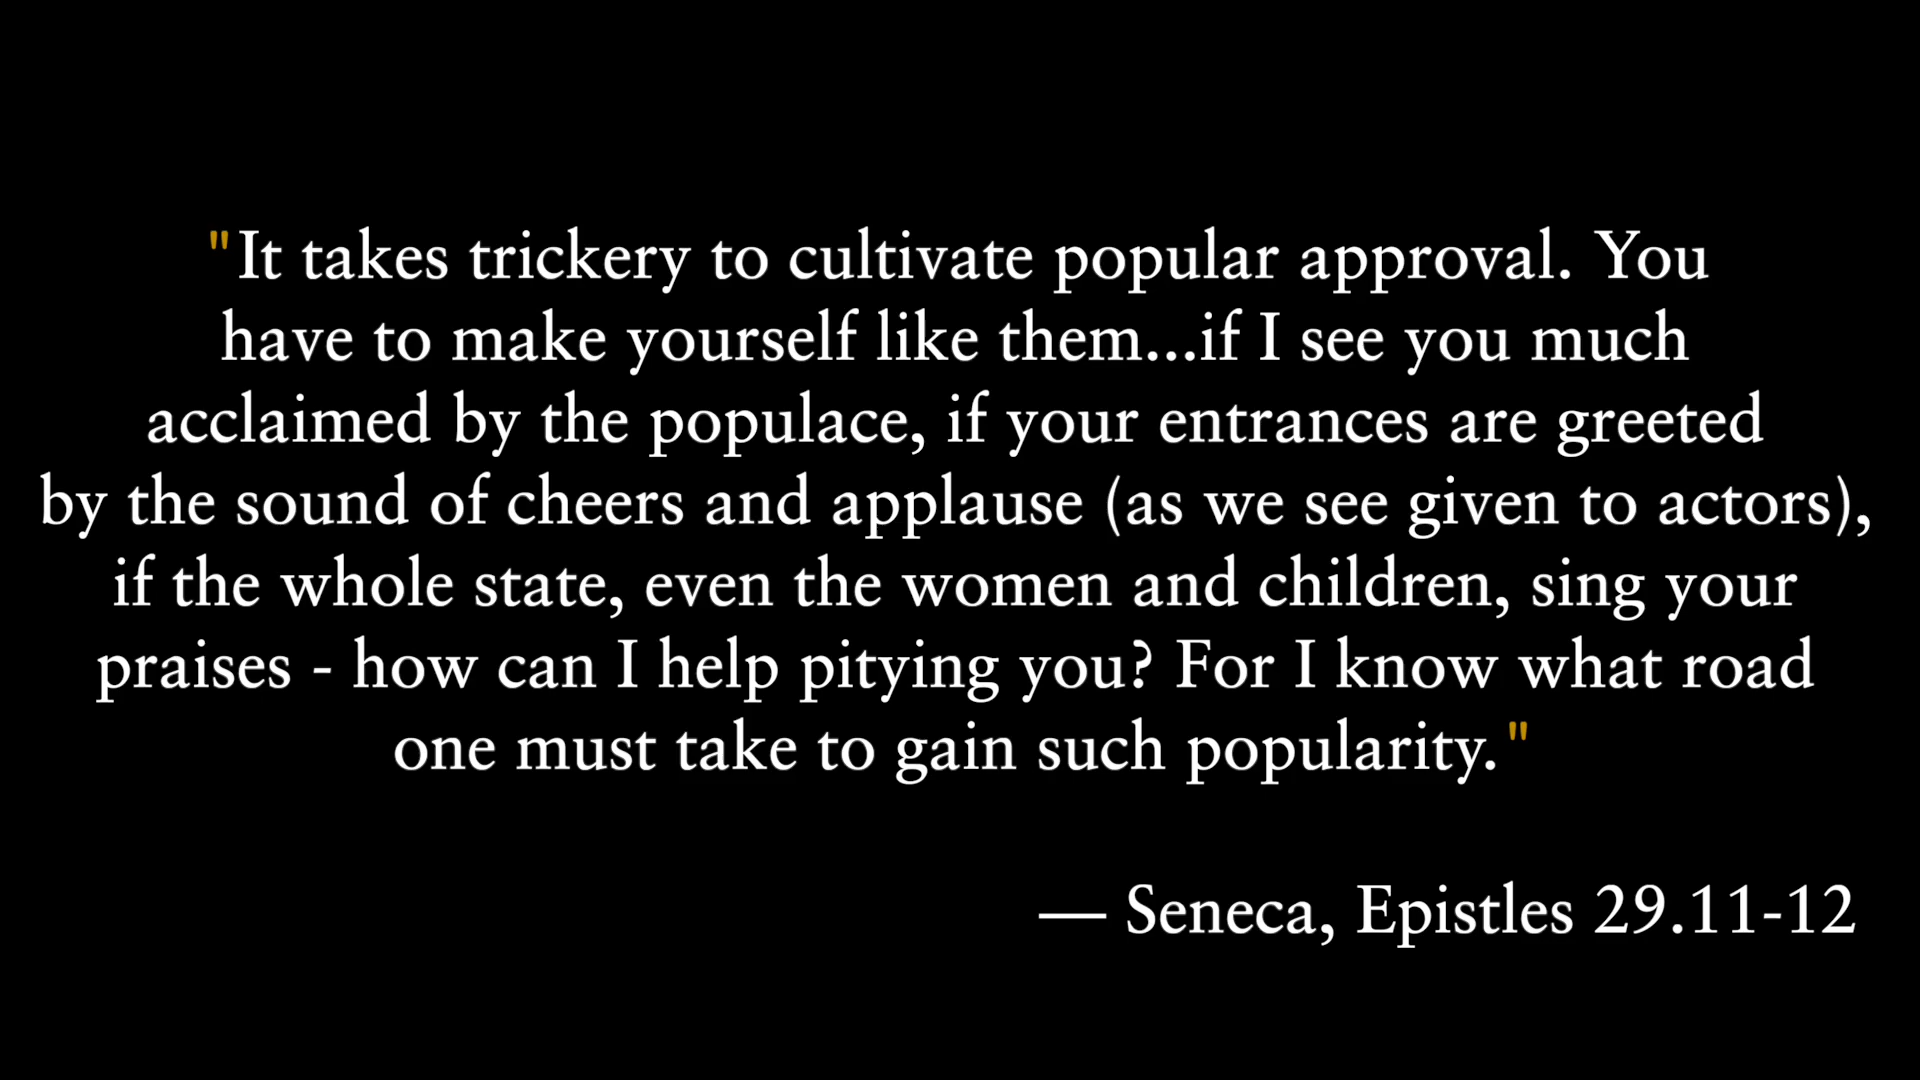 "It takes trickery to cultivate popular approval. You
have to make yourself like them...if I see you much
acclaimed by the populace, if your entrances are greeted
by the sound of cheers and applause (as we see given to actors),
if the whole state, even the women and children, sing your
praises - how can I help pitying you? For I know what road
one must take to gain such popularity."
— Seneca, Epistles 29.11-12